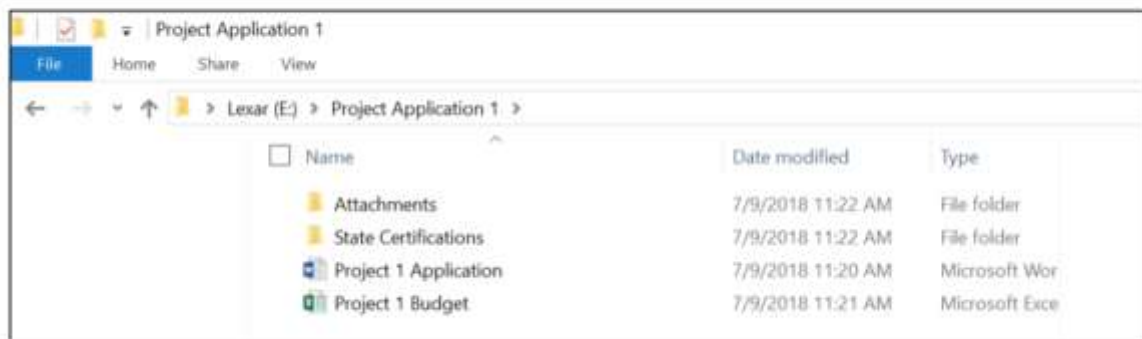 Project Application 1
File Home Share View
> Lexar (E:) > Project Application 1 >
Name Date modified Type
Attachments 7/9/2018 11:22 AM File folder
State Certifications 7/9/2018 11:22 AM File folder
Project 1 Application 7/9/2018 11:20 AM Microsoft Wor
Project 1 Budget 7/9/2018 11:21 AM Microsoft Exce